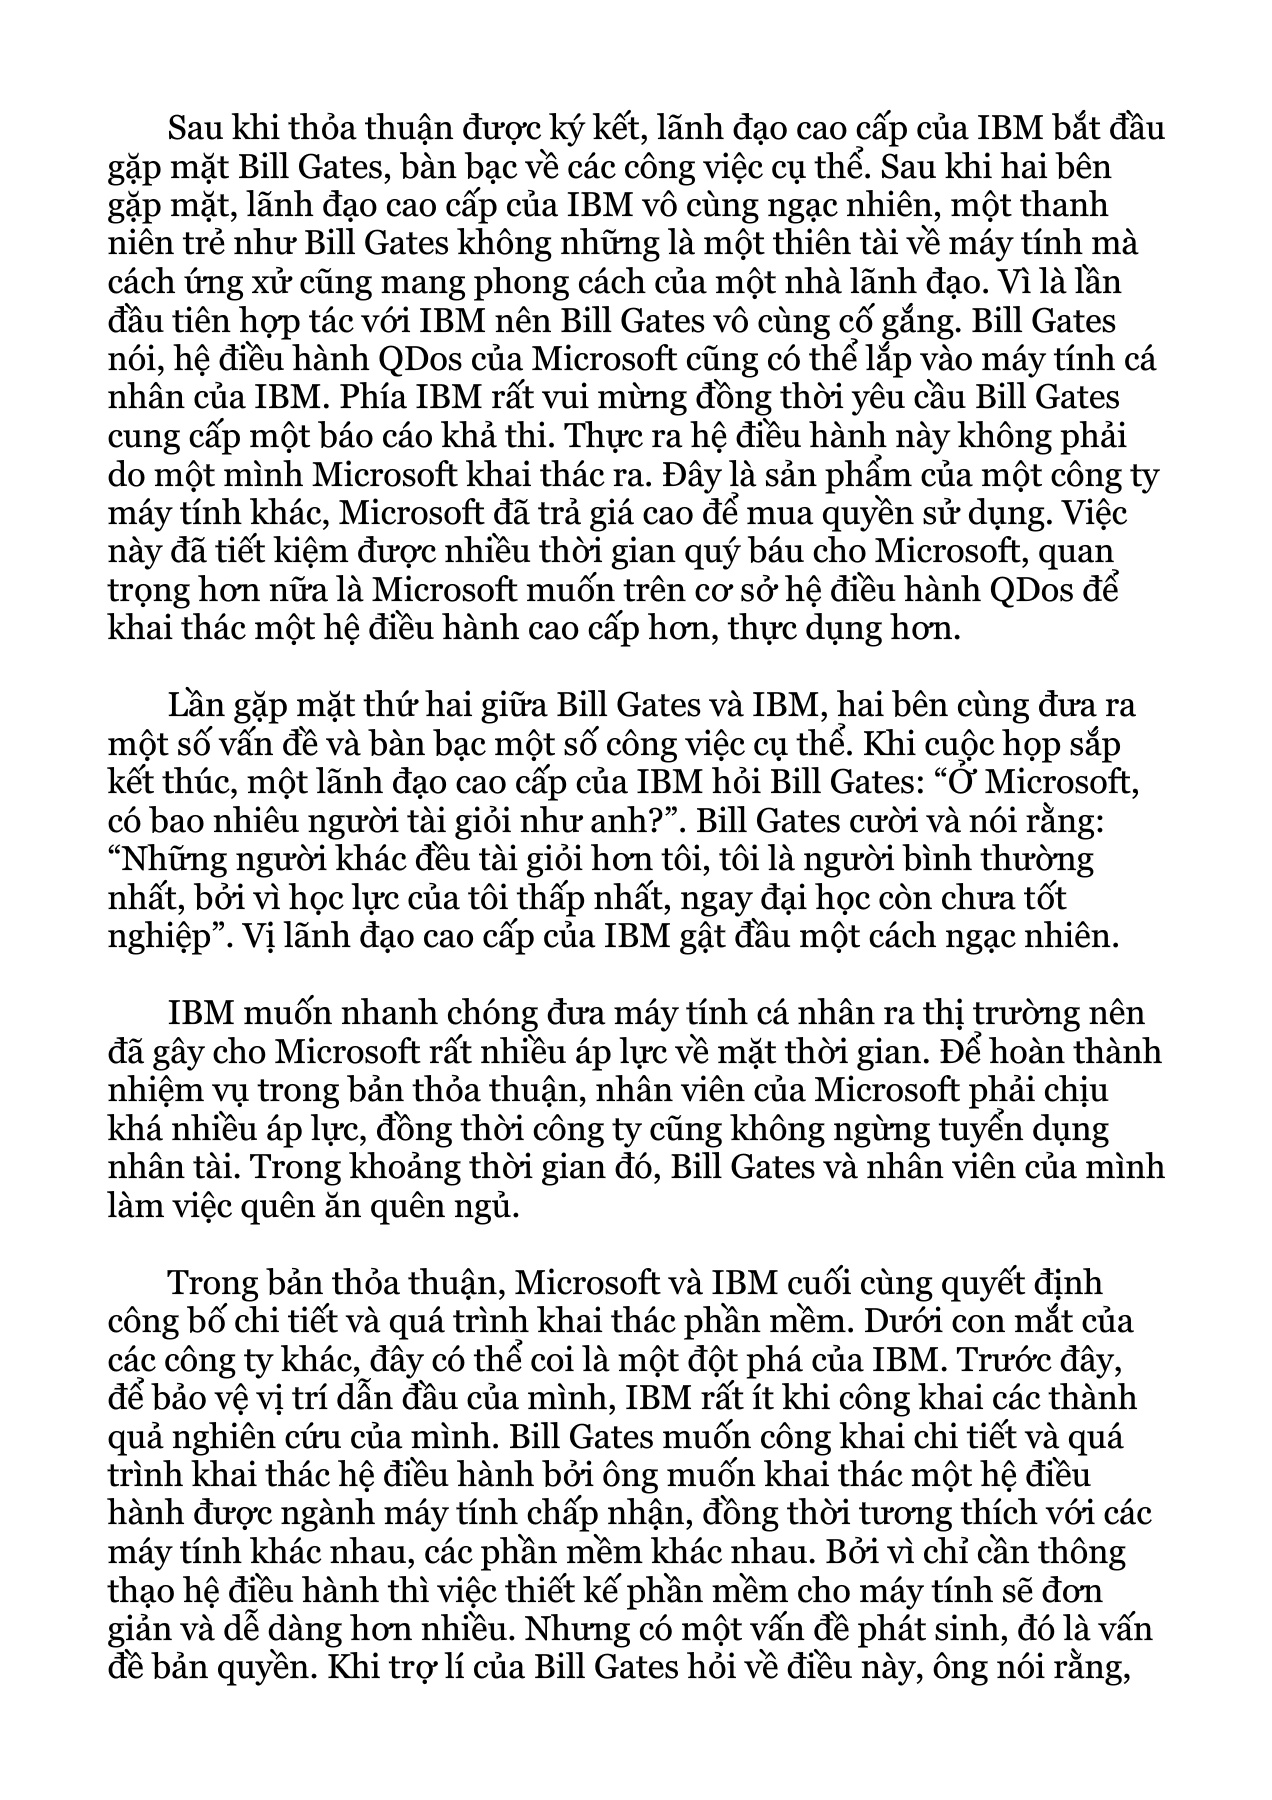 Sau khi thỏa thuận được ký kết, lãnh đạo cao cấp của IBM bắt đầu
gặp mặt Bill Gates, bàn bạc về các công việc cụ thể. Sau khi hai bên
gặp mặt, lãnh đạo cao cấp của IBM vô cùng ngạc nhiên, một thanh
niên trẻ như Bill Gates không những là một thiên tài về máy tính mà
cách ứng xử cũng mang phong cách của một nhà lãnh đạo. Vì là lần
đầu tiên hợp tác với IBM nên Bill Gates vô cùng cố gắng. Bill Gates
nói, hệ điều hành QDos của Microsoft cũng có thể lắp vào máy tính cá
nhân của IBM. Phía IBM rất vui mừng đồng thời yêu cầu Bill Gates
cung cấp một báo cáo khả thi. Thực ra hệ điều hành này không phải
do một mình Microsoft khai thác ra. Đây là sản phẩm của một công ty
máy tính khác, Microsoft đã trả giá cao để mua quyền sử dụng. Việc
này đã tiết kiệm được nhiều thời gian quý báu cho Microsoft, quan
trọng hơn nữa là Microsoft muốn trên cơ sở hệ điều hành QDos để
khai thác một hệ điều hành cao cấp hơn, thực dụng hơn.
Lần gặp mặt thứ hai giữa Bill Gates và IBM, hai bên cùng đưa ra
một số vấn đề và bàn bạc một số công việc cụ thể. Khi cuộc họp sắp
kết thúc, một lãnh đạo cao cấp của IBM hỏi Bill Gates: “Ở Microsoft,
có bao nhiêu người tài giỏi như anh?”. Bill Gates cười và nói rằng:
“Những người khác đều tài giỏi hơn tôi, tôi là người bình thường
nhất, bởi vì học lực của tôi thấp nhất, ngay đại học còn chưa tốt
nghiệp”. Vị lãnh đạo cao cấp của IBM gật đầu một cách ngạc nhiên.
IBM muốn nhanh chóng đưa máy tính cá nhân ra thị trường nên
đã gây cho Microsoft rất nhiều áp lực về mặt thời gian. Để hoàn thành
nhiệm vụ trong bản thỏa thuận, nhân viên của Microsoft phải chịu
khá nhiều áp lực, đồng thời công ty cũng không ngừng tuyển dụng
nhân tài. Trong khoảng thời gian đó, Bill Gates và nhân viên của mình
làm việc quên ăn quên ngủ.
Trong bản thỏa thuận, Microsoft và IBM cuối cùng quyết định
công bố chi tiết và quá trình khai thác phần mềm. Dưới con mắt của
các công ty khác, đây có thể coi là một đột phá của IBM. Trước đây,
để bảo vệ vị trí dẫn đầu của mình, IBM rất ít khi công khai các thành
quả nghiên cứu của mình. Bill Gates muốn công khai chi tiết và quá
trình khai thác hệ điều hành bởi ông muốn khai thác một hệ điều
hành được ngành máy tính chấp nhận, đồng thời tương thích với các
máy tính khác nhau, các phần mềm khác nhau. Bởi vì chỉ cần thông
thạo hệ điều hành thì việc thiết kế phần mềm cho máy tính sẽ đơn
giản và dễ dàng hơn nhiều. Nhưng có một vấn đề phát sinh, đó là vấn
đề bản quyền. Khi trợ lí của Bill Gates hỏi về điều này, ông nói rằng,